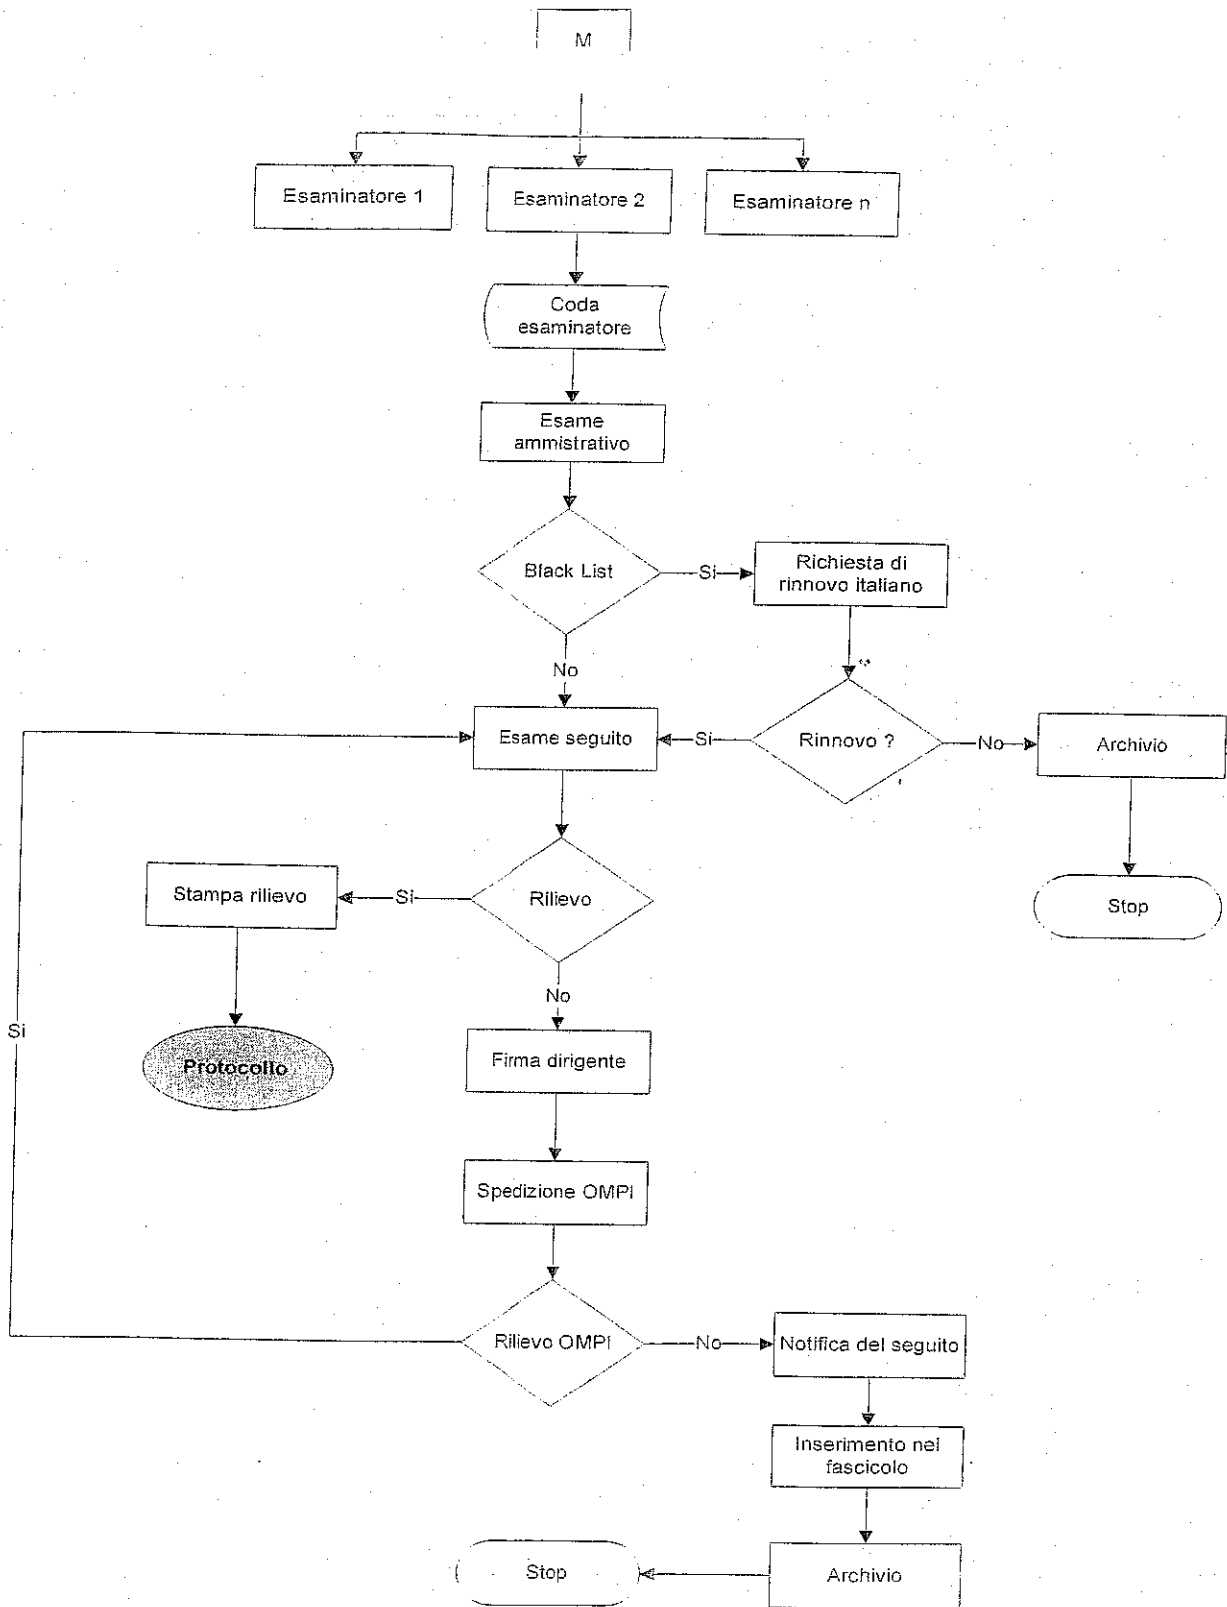 M
Esaminatore 1
Esaminatore 2
Esaminatore n
Coda
esaminatore
Esame
ammistrativo
Black List
Si
Richiesta di
rinnovo italiano
No
Esame seguito
Si
Rinnovo ?
No
Archivio
Stampa rilievo
Si
Rilievo
Stop
No
Si
Protocollo
Firma dirigente
Spedizione OMPI
Rilievo OMPI
No
Notifica del seguito
Inserimento nel
fascicolo
Stop
Archivio